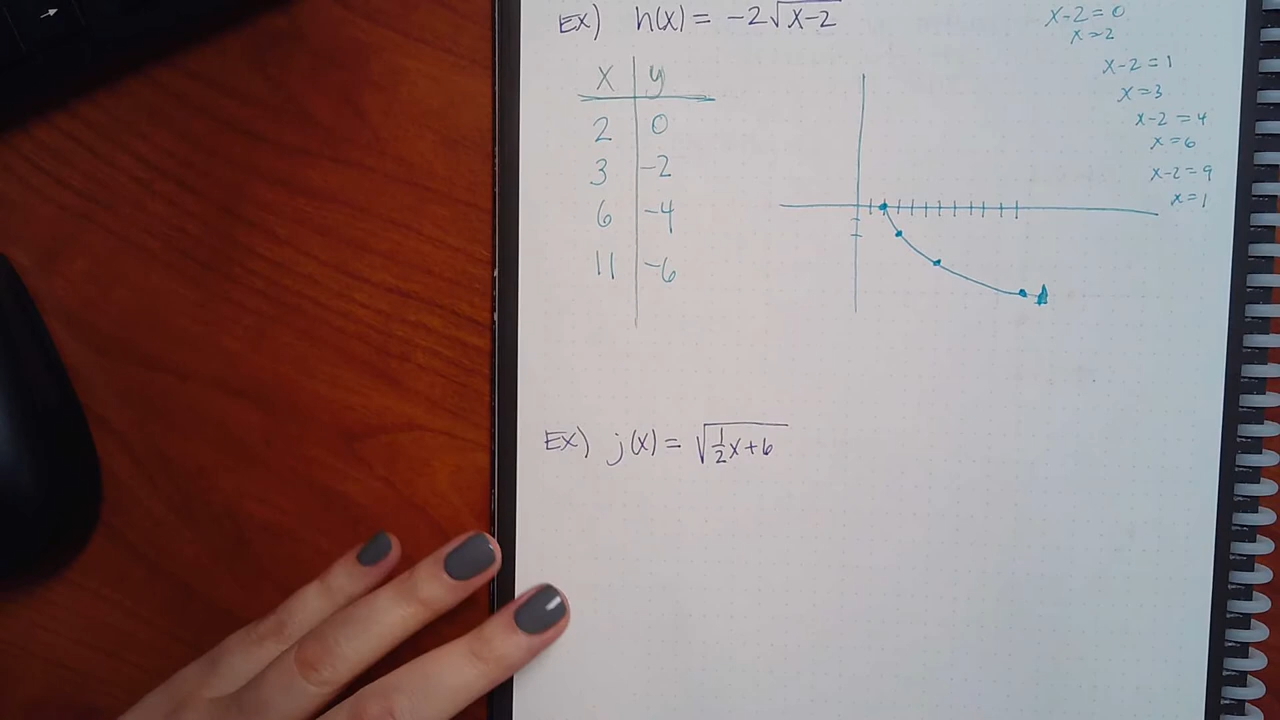 EX) h(x) = -2√(x-2)
x y
2 0
3 -2
6 -4
11 -6
x-2=0
x=2
x-2=1
x=3
x-2=4
x=6
x-2=9
x=1
EX) j(x) = √(1/2x+6)